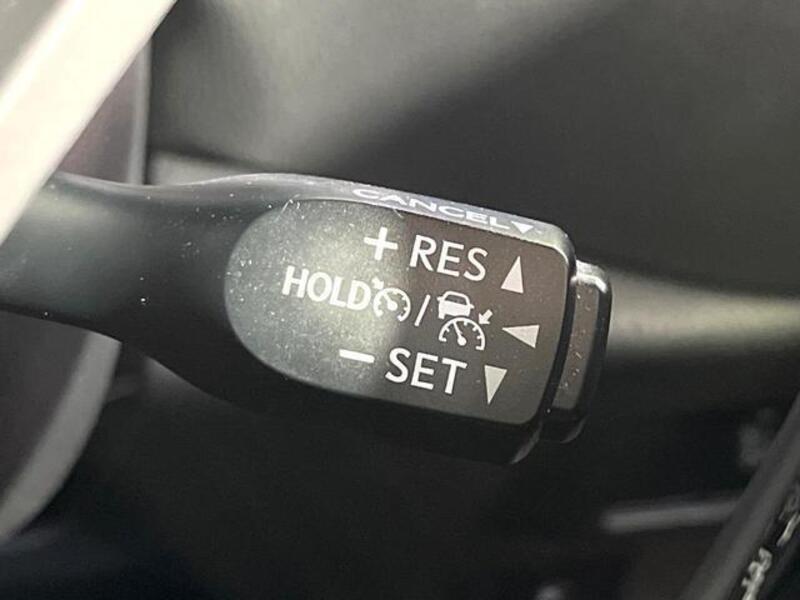 CANCEL
+ RES
HOLD /
− SET